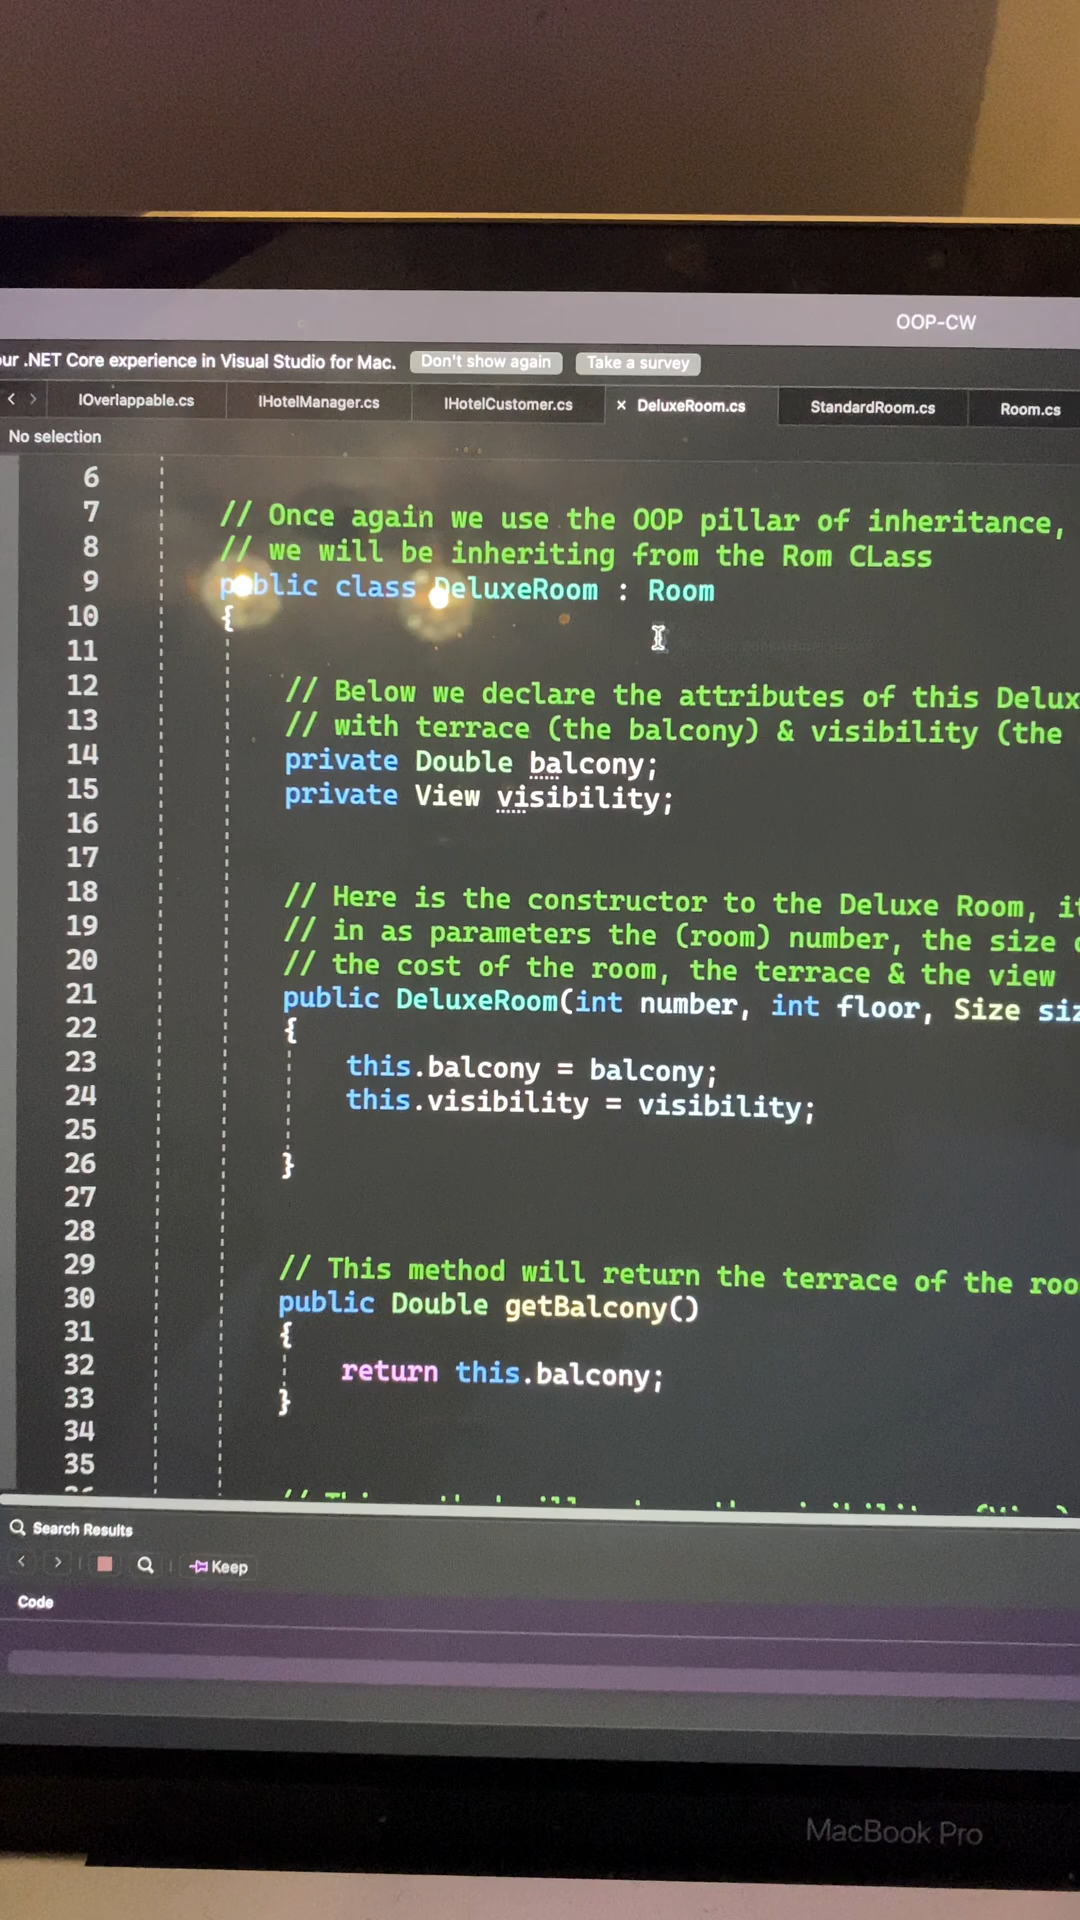 OOP-CW
our .NET Core experience in Visual Studio for Mac. Don't show again Take a survey
IOverlappable.cs IHotelManager.cs IHotelCustomer.cs × DeluxeRoom.cs StandardRoom.cs Room.cs
No selection
6
7 // Once again we use the OOP pillar of inheritance,
8 // we will be inheriting from the Rom CLass
9 public class DeluxeRoom : Room
10 {
11
12 // Below we declare the attributes of this Delux
13 // with terrace (the balcony) & visibility (the
14 private Double balcony;
15 private View visibility;
16
17
18 // Here is the constructor to the Deluxe Room, it
19 // in as parameters the (room) number, the size
20 // the cost of the room, the terrace & the view
21 public DeluxeRoom(int number, int floor, Size siz
22 {
23 this.balcony = balcony;
24 this.visibility = visibility;
25
26 }
27
28
29 // This method will return the terrace of the roo
30 public Double getBalcony()
31 {
32 return this.balcony;
33 }
34
35
Search Results
Keep
Code
MacBook Pro